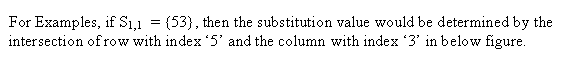 For Examples, if S₁,₁ = {53}, then the substitution value would be determined by the
intersection of row with index ‘5’ and the column with index ‘3’ in below figure.